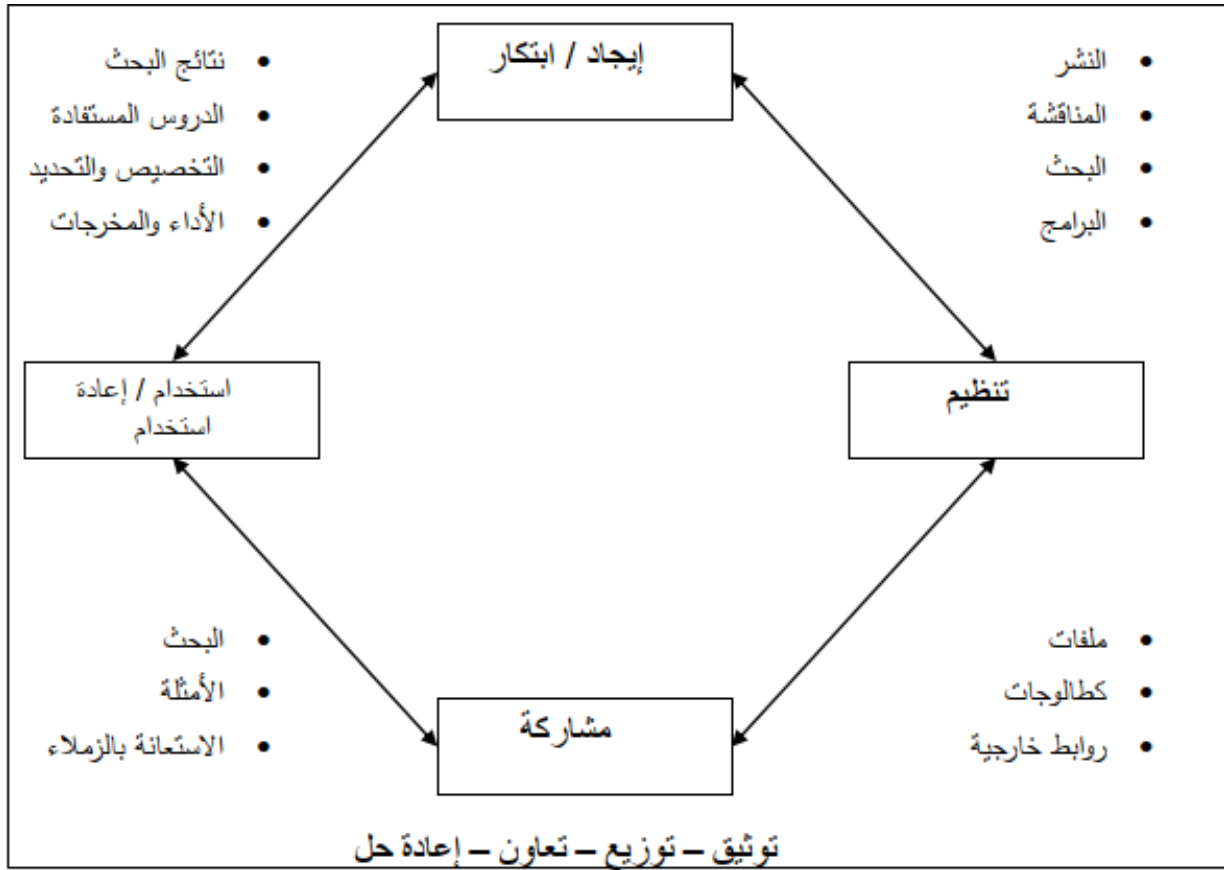 إيجاد / ابتكار
النشر
المناقشة
البحث
البرامج
نتائج البحث
الدروس المستفادة
التخصيص والتحديد
الأداء والمخرجات
تنظيم
استخدام / إعادة
استخدام
ملفات
كطالوجات
روابط خارجية
البحث
الأمثلة
الاستعانة بالزملاء
مشاركة
توثيق – توزيع – تعاون – إعادة حل